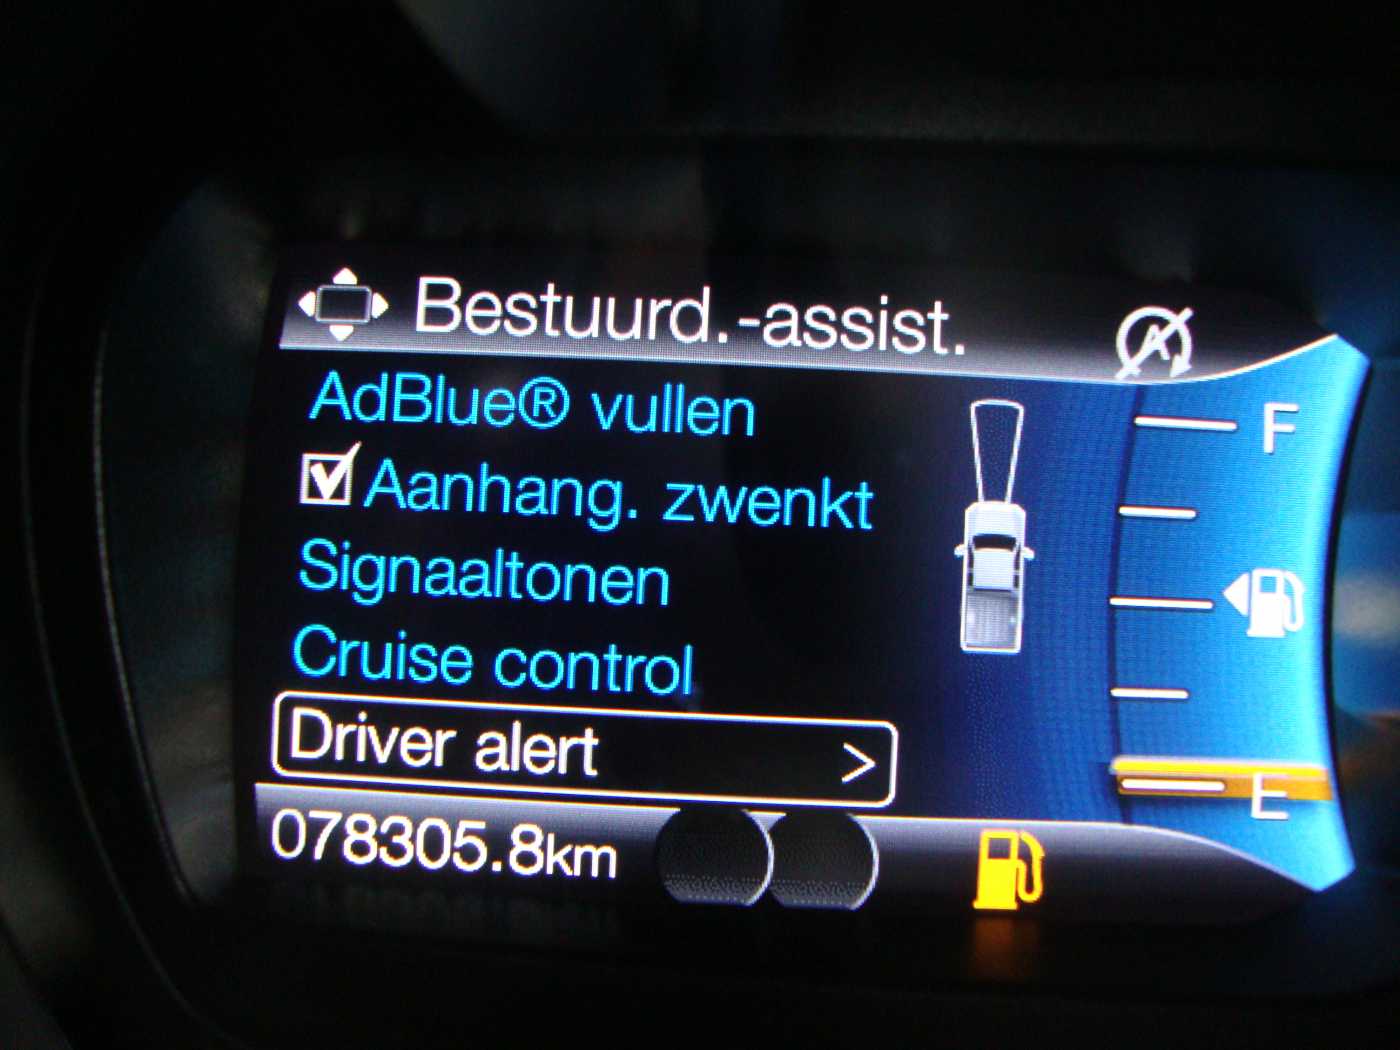 Bestuurd.-assist.
AdBlue® vullen
Aanhang. zwenkt
Signaaltonen
Cruise control
Driver alert >
078305.8km
F
E
A